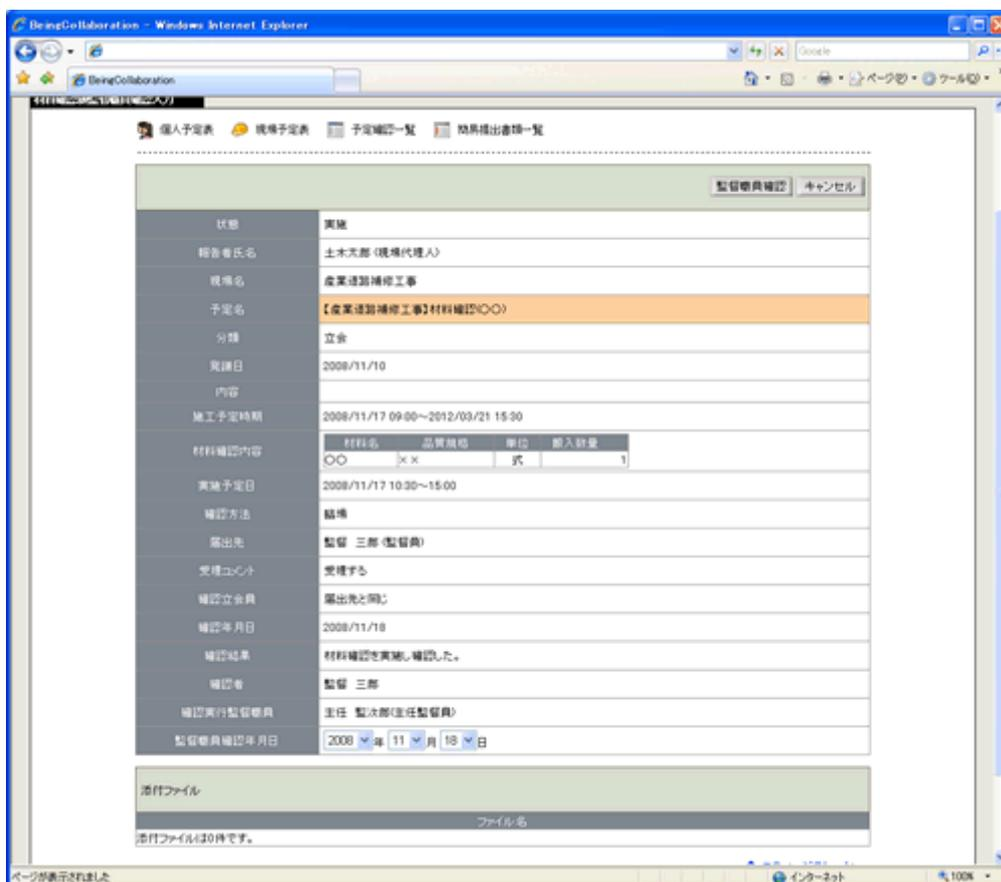 BeingCollaboration - Windows Internet Explorer
Google
BeingCollaboration
ページ(P) ツール(O)
個人予定表 現場予定表 予定確認一覧 簡易提出書類一覧
監督職員確認 キャンセル
状態 実施
報告者氏名 土木太郎(現場代理人)
現場名 産業道路補修工事
予定名 【産業道路補修工事】材料確認(〇〇)
分類 立会
発議日 2008/11/10
内容
施工予定時期 2008/11/17 09:00～2012/03/21 15:30
材料確認内容
材料名 品質規格 単位 搬入数量
〇〇 ×× 式 1
実施予定日 2008/11/17 10:30～15:00
確認方法 臨場
届出先 監督 三郎(監督員)
受理コメント 受理する
確認立会員 届出先と同じ
確認年月日 2008/11/18
確認結果 材料確認を実施し確認した。
確認者 監督 三郎
確認実行監督職員 主任 監次郎(主任監督員)
監督職員確認年月日 2008 年 11 月 18 日
添付ファイル
ファイル名
添付ファイルは0件です。
ページが表示されました インターネット 100%